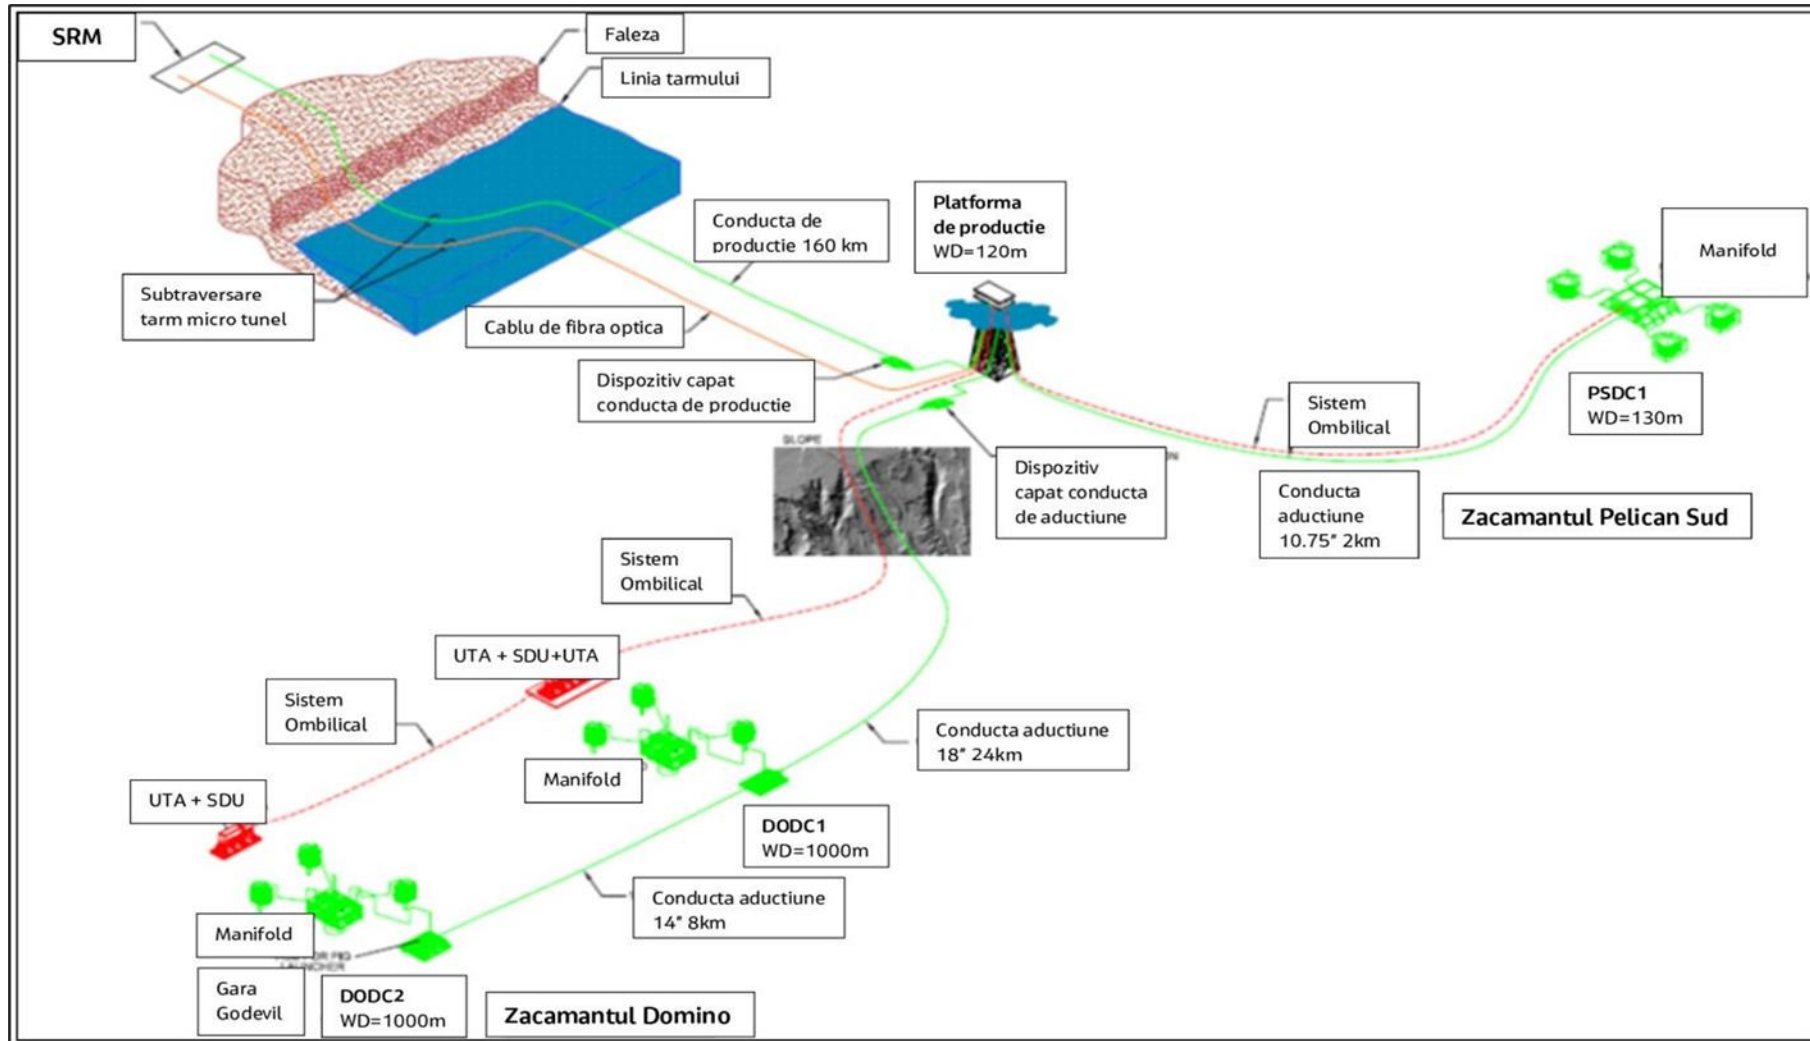 SRM
Faleza
Linia tarmului
Conducta de
productie 160 km
Platforma
de productie
WD=120m
Manifold
Subtraversare
tarm micro tunel
Cablu de fibra optica
Dispozitiv capat
conducta de productie
Sistem
Ombilical
PSDC1
WD=130m
SLOPE
Dispozitiv
capat conducta
de aductiune
Conducta
aductiune
10.75" 2km
Zacamantul Pelican Sud
Sistem
Ombilical
UTA + SDU+UTA
Sistem
Ombilical
Conducta aductiune
18" 24km
Manifold
UTA + SDU
DODC1
WD=1000m
Conducta aductiune
14" 8km
Manifold
LAUNCHER
Gara
Godevil
DODC2
WD=1000m
Zacamantul Domino